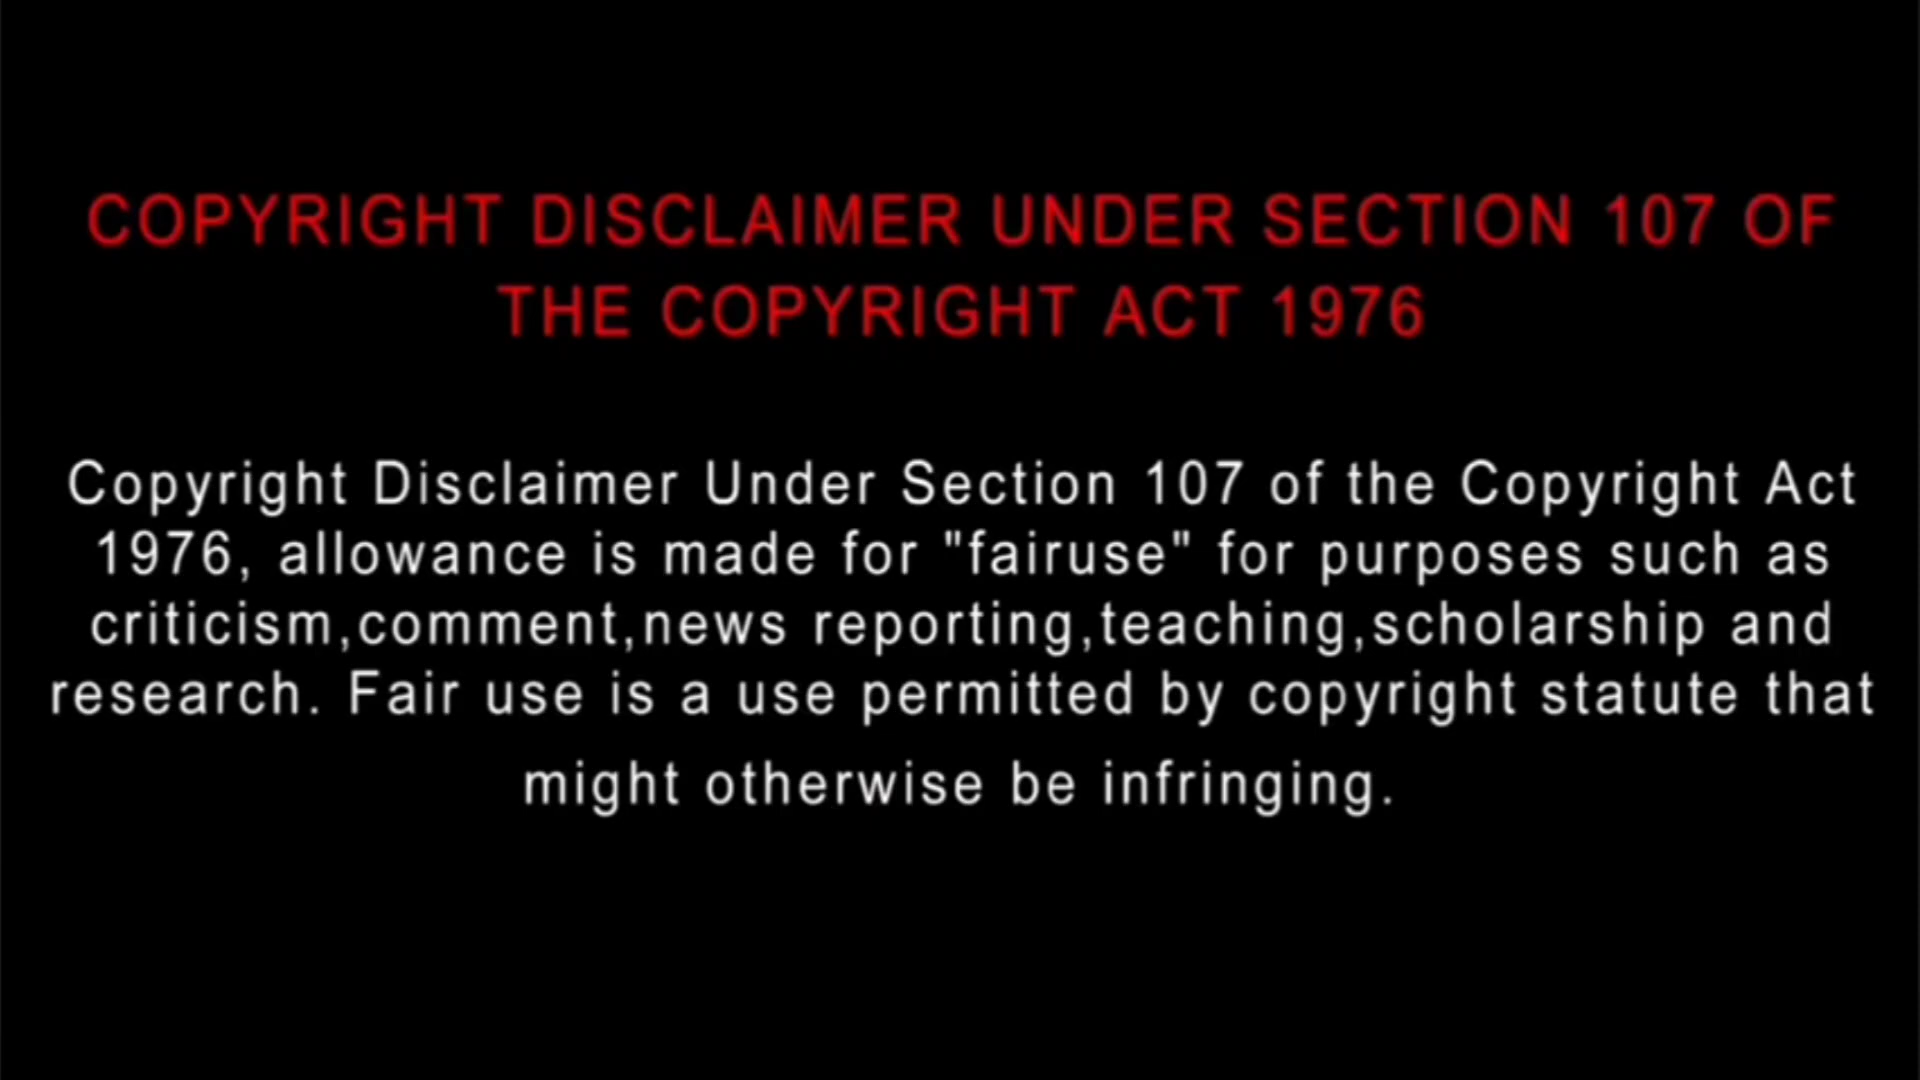 COPYRIGHT DISCLAIMER UNDER SECTION 107 OF
THE COPYRIGHT ACT 1976
Copyright Disclaimer Under Section 107 of the Copyright Act
1976, allowance is made for "fairuse" for purposes such as
criticism,comment,news reporting,teaching,scholarship and
research. Fair use is a use permitted by copyright statute that
might otherwise be infringing.